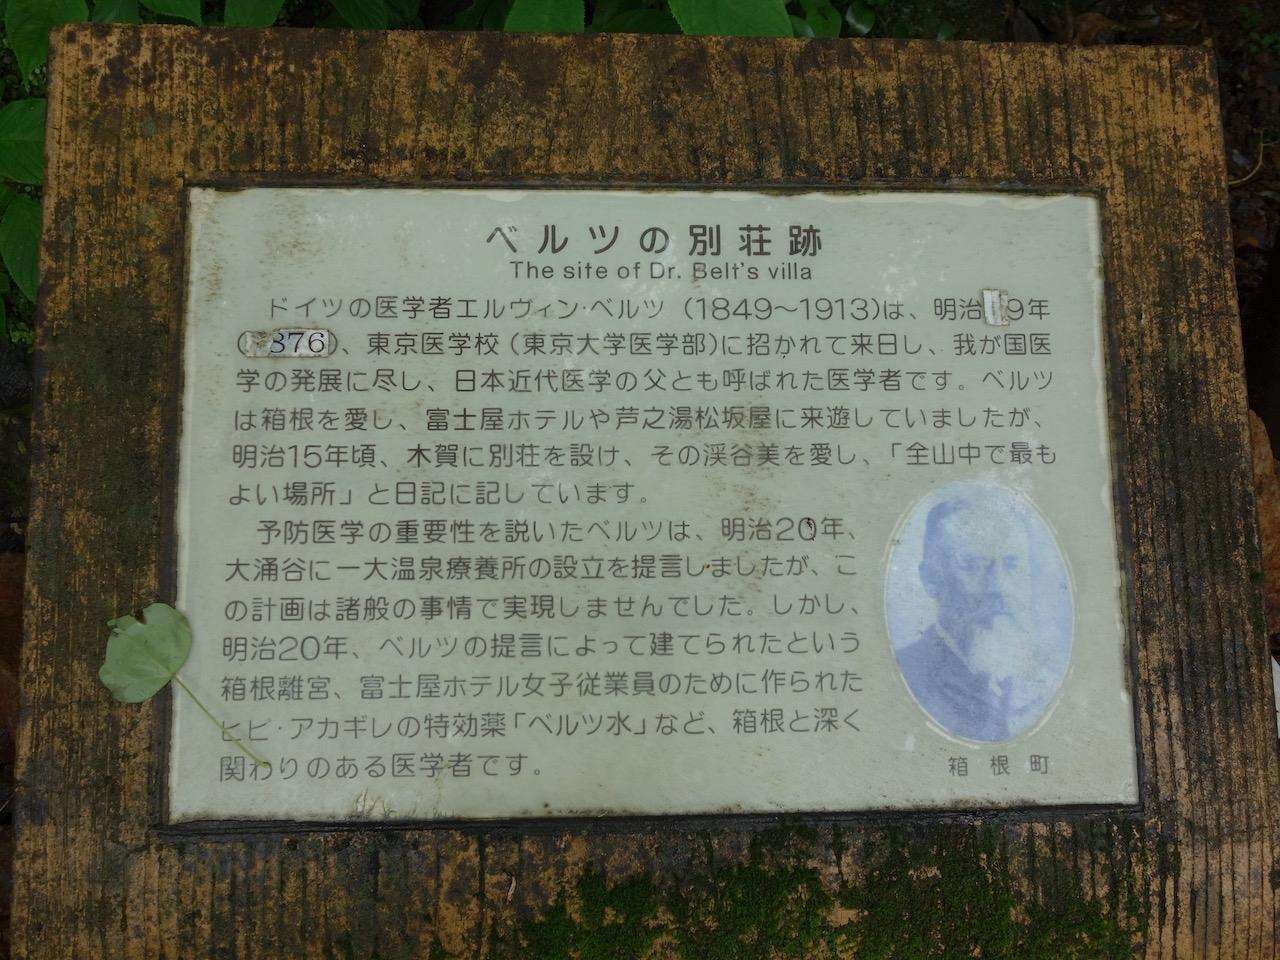 ベルツの別荘跡
The site of Dr. Belt's villa
ドイツの医学者エルヴィン・ベルツ（1849〜1913)は、明治9年
(876)、東京医学校（東京大学医学部)に招かれて来日し、我が国医
学の発展に尽し、日本近代医学の父とも呼ばれた医学者です。ベルツ
は箱根を愛し、富士屋ホテルや芦之湯松坂屋に来遊していましたが、
明治15年頃、木賀に別荘を設け、その渓谷美を愛し、「全山中で最も
よい場所」と日記に記しています。
予防医学の重要性を説いたベルツは、明治20年、
大涌谷に一大温泉療養所の設立を提言しましたが、こ
の計画は諸般の事情で実現しませんでした。しかし、
明治20年、ベルツの提言によって建てられたという
箱根離宮、富士屋ホテル女子従業員のために作られた
ヒビ・アカギレの特効薬「ベルツ水」など、箱根と深く
関わりのある医学者です。
箱根町